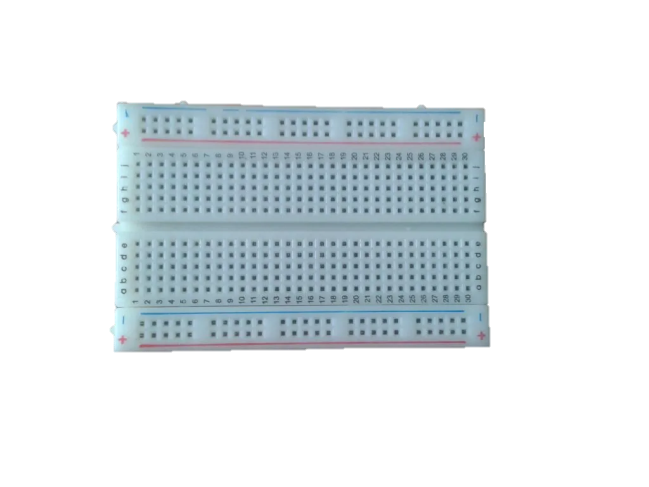 - -
+ +
1 2 3 4 5 6 7 8 9 10 11 12 13 14 15 16 17 18 19 20 21 22 23 24 25 26 27 28 29 30
j j
i i
h h
g g
f f
e e
d d
c c
b b
a a
1 2 3 4 5 6 7 8 9 10 11 12 13 14 15 16 17 18 19 20 21 22 23 24 25 26 27 28 29 30
- -
+ +